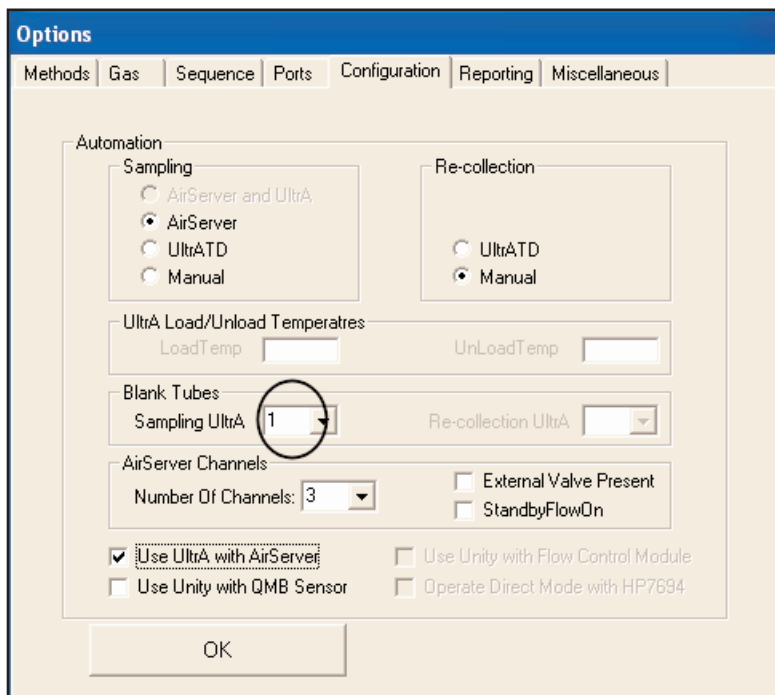 Options
Methods Gas Sequence Ports Configuration Reporting Miscellaneous
Automation
Sampling
AirServer and UltrA
AirServer
UltrATD
Manual
Re-collection
UltrATD
Manual
UltrA Load/Unload Temperatres
LoadTemp UnLoadTemp
Blank Tubes
Sampling UltrA 1 Re-collection UltrA
AirServer Channels
Number Of Channels: 3
External Valve Present
StandbyFlowOn
Use UltrA with AirServer Use Unity with Flow Control Module
Use Unity with QMB Sensor Operate Direct Mode with HP7694
OK